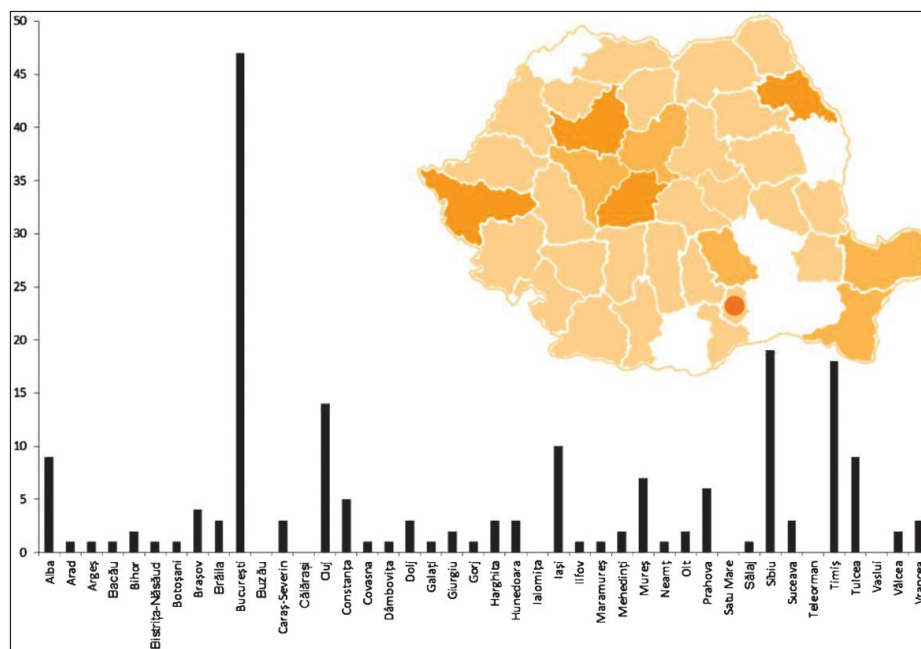 50
45
40
35
30
25
20
15
10
5
0
Alba
Arad
Argeș
Bacău
Bihor
Bistrița-Năsăud
Botoșani
Brașov
Brăila
București
Buzău
Caraș-Severin
Călărași
Cluj
Constanța
Covasna
Dâmbovița
Dolj
Galați
Giurgiu
Gorj
Harghita
Hunedoara
Ialomița
Iași
Ilfov
Maramureș
Mehedinți
Mureș
Neamț
Olt
Prahova
Satu Mare
Sălaj
Sibiu
Suceava
Teleorman
Timiș
Tulcea
Vaslui
Vâlcea
Vrancea